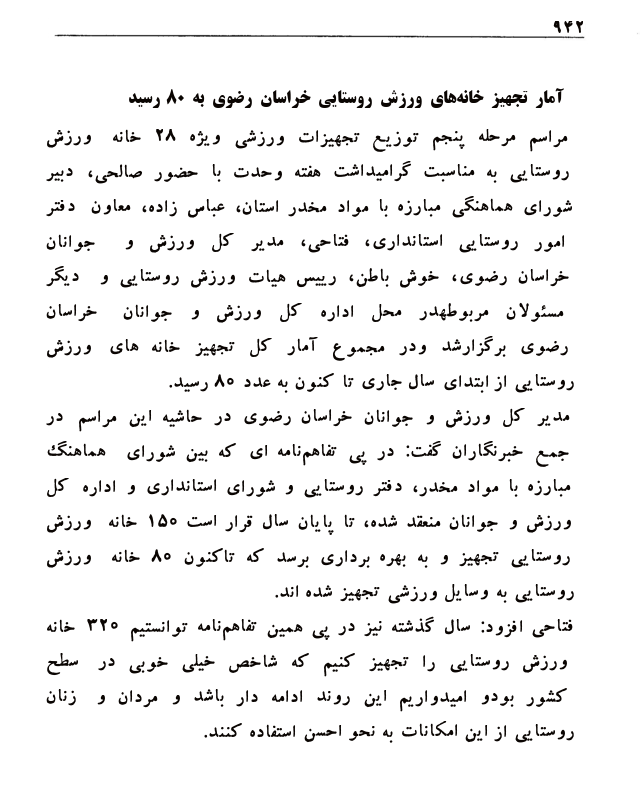 ۹۴۲
آمار تجهیز خانه‌های ورزش روستایی خراسان رضوی به ۸۰ رسید
مراسم مرحله پنجم توزیع تجهیزات ورزشی ویژه ۲۸ خانه ورزش
روستایی به مناسبت گرامیداشت هفته وحدت با حضور صالحی، دبیر
شورای هماهنگی مبارزه با مواد مخدر استان، عباس زاده، معاون دفتر
امور روستایی استانداری، فتاحی، مدیر کل ورزش و جوانان
خراسان رضوی، خوش باطن، رییس هیات ورزش روستایی و دیگر
مسئولان مربوطهدر محل اداره کل ورزش و جوانان خراسان
رضوی برگزارشد ودر مجموع آمار کل تجهیز خانه های ورزش
روستایی از ابتدای سال جاری تا کنون به عدد ۸۰ رسید.
مدیر کل ورزش و جوانان خراسان رضوی در حاشیه این مراسم در
جمع خبرنگاران گفت: در پی تفاهم‌نامه ای که بین شورای هماهنگ
مبارزه با مواد مخدر، دفتر روستایی و شورای استانداری و اداره کل
ورزش و جوانان منعقد شده، تا پایان سال قرار است ۱۵۰ خانه ورزش
روستایی تجهیز و به بهره برداری برسد که تاکنون ۸۰ خانه ورزش
روستایی به وسایل ورزشی تجهیز شده اند.
فتاحی افزود: سال گذشته نیز در پی همین تفاهم‌نامه توانستیم ۳۲۰ خانه
ورزش روستایی را تجهیز کنیم که شاخص خیلی خوبی در سطح
کشور بودو امیدواریم این روند ادامه دار باشد و مردان و زنان
روستایی از این امکانات به نحو احسن استفاده کنند.